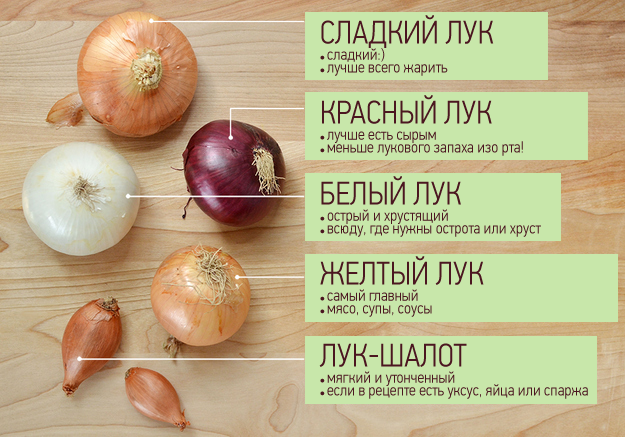 СЛАДКИЙ ЛУК
• сладкий:)
• лучше всего жарить
КРАСНЫЙ ЛУК
• лучше есть сырым
• меньше лукового запаха изо рта!
БЕЛЫЙ ЛУК
• острый и хрустящий
• всюду, где нужны острота или хруст
ЖЕЛТЫЙ ЛУК
• самый главный
• мясо, супы, соусы
ЛУК-ШАЛОТ
• мягкий и утонченный
• если в рецепте есть уксус, яйца или спаржа